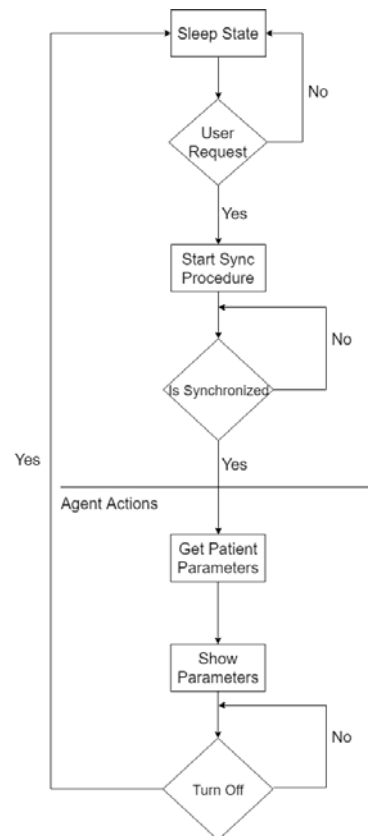 Sleep State
No
User
Request
Yes
Start Sync
Procedure
No
Is Synchronized
Yes
Yes
Agent Actions
Get Patient
Parameters
Show
Parameters
No
Turn Off